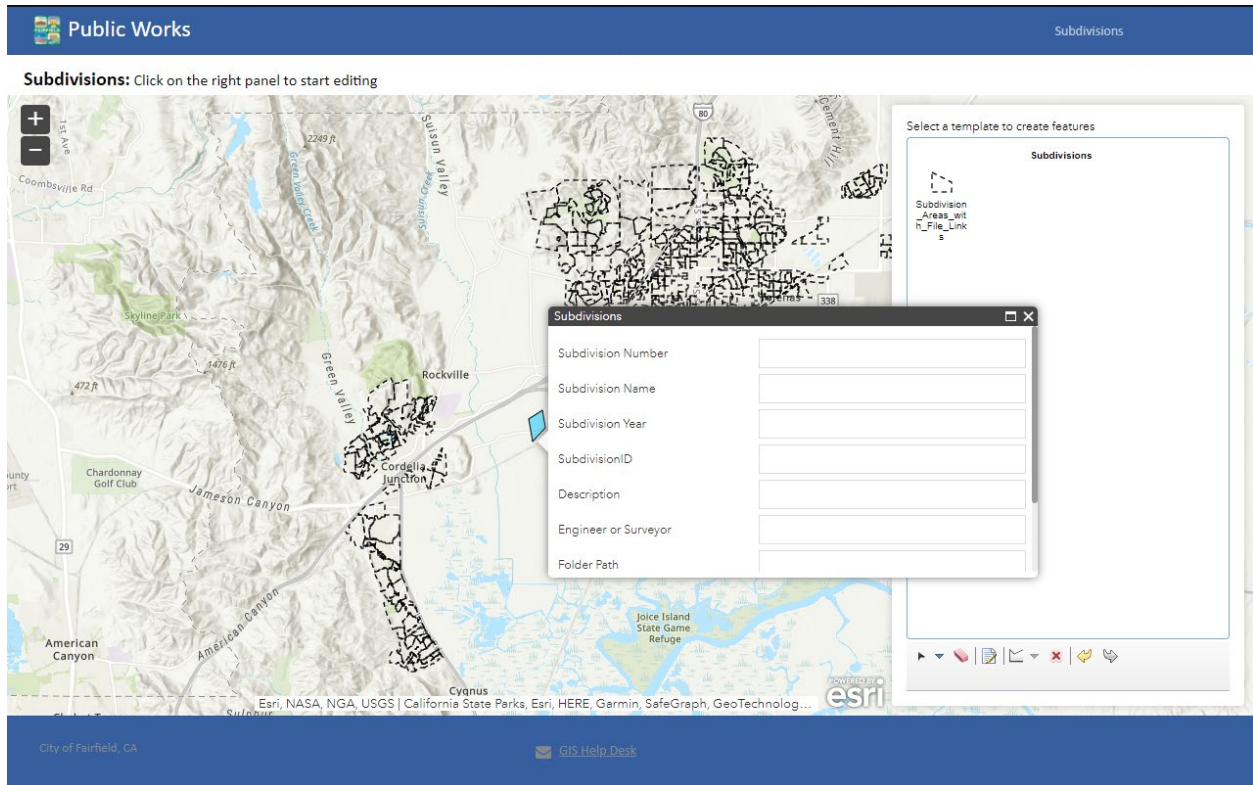 Public Works
Subdivisions
Subdivisions: Click on the right panel to start editing
+
−
1st Ave
2249 ft
Suisun Valley
Suisun Creek
Green Valley Creek
80
Cement Hill
Coombsville Rd
Skyline Park
1476 ft
472 ft
Green Valley
Rockville
338
Chardonnay
Golf Club
Jameson Canyon
Cordelia
Junction
29
American Canyon
American
Canyon
Joice Island
State Game
Refuge
Cygnus
Esri, NASA, NGA, USGS | California State Parks, Esri, HERE, Garmin, SafeGraph, GeoTechnolog...
POWERED BY
esri
Select a template to create features
Subdivisions
Subdivision
_Areas_wit
h_File_Link
s
Subdivisions
Subdivision Number
Subdivision Name
Subdivision Year
SubdivisionID
Description
Engineer or Surveyor
Folder Path
City of Fairfield, CA
GIS Help Desk